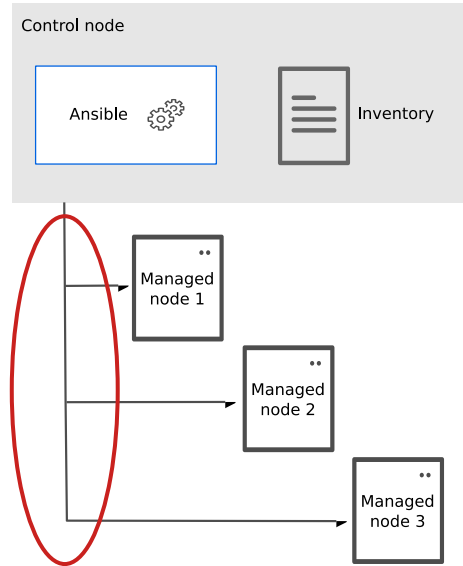 Control node
Ansible
Inventory
Managed
node 1
Managed
node 2
Managed
node 3